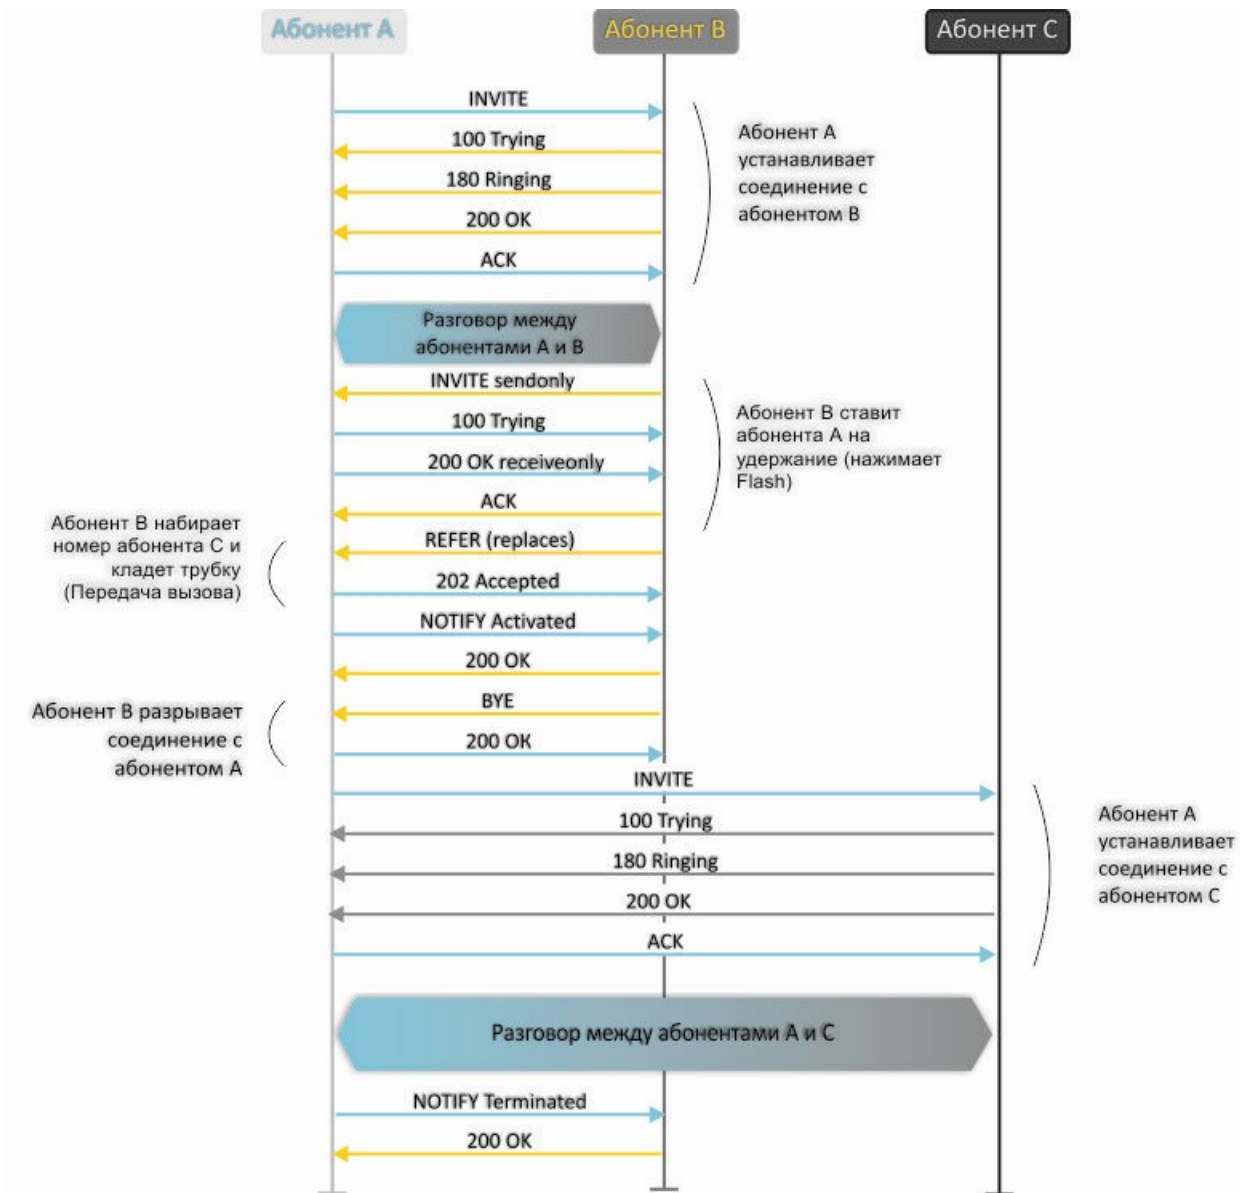 Абонент A
Абонент B
Абонент C
INVITE
100 Trying
180 Ringing
200 OK
ACK
Абонент A
устанавливает
соединение с
абонентом B
Разговор между
абонентами A и B
INVITE sendonly
100 Trying
200 OK receiveonly
ACK
Абонент B ставит
абонента A на
удержание (нажимает
Flash)
Абонент B набирает
номер абонента C и
кладет трубку
(Передача вызова)
REFER (replaces)
202 Accepted
NOTIFY Activated
200 OK
Абонент B разрывает
соединение с
абонентом A
BYE
200 OK
INVITE
100 Trying
180 Ringing
200 OK
ACK
Абонент A
устанавливает
соединение с
абонентом C
Разговор между абонентами A и C
NOTIFY Terminated
200 OK